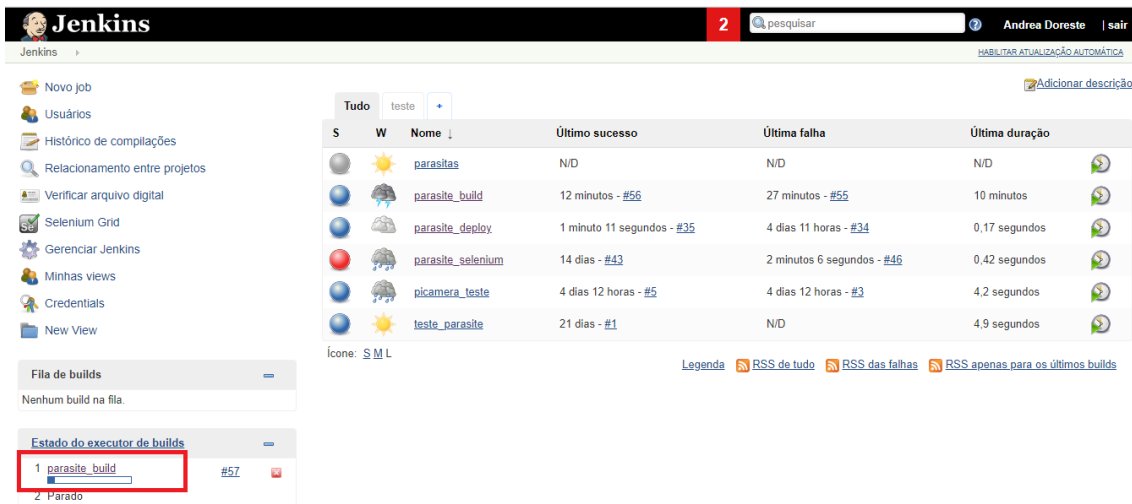 Jenkins 2 pesquisar Andrea Doreste | sair
Jenkins HABILITAR ATUALIZAÇÃO AUTOMÁTICA
Novo job
Usuários
Histórico de compilações
Relacionamento entre projetos
Verificar arquivo digital
Selenium Grid
Gerenciar Jenkins
Minhas views
Credentials
New View
Fila de builds
Nenhum build na fila.
Estado do executor de builds
1 parasite_build #57
2 Parado
Adicionar descrição
Tudo teste +
S W Nome ↓ Último sucesso Última falha Última duração
parasitas N/D N/D N/D
parasite_build 12 minutos - #56 27 minutos - #55 10 minutos
parasite_deploy 1 minuto 11 segundos - #35 4 dias 11 horas - #34 0,17 segundos
parasite_selenium 14 dias - #43 2 minutos 6 segundos - #46 0,42 segundos
picamera_teste 4 dias 12 horas - #5 4 dias 12 horas - #3 4,2 segundos
teste_parasite 21 dias - #1 N/D 4,9 segundos
Ícone: S M L
Legenda RSS de tudo RSS das falhas RSS apenas para os últimos builds